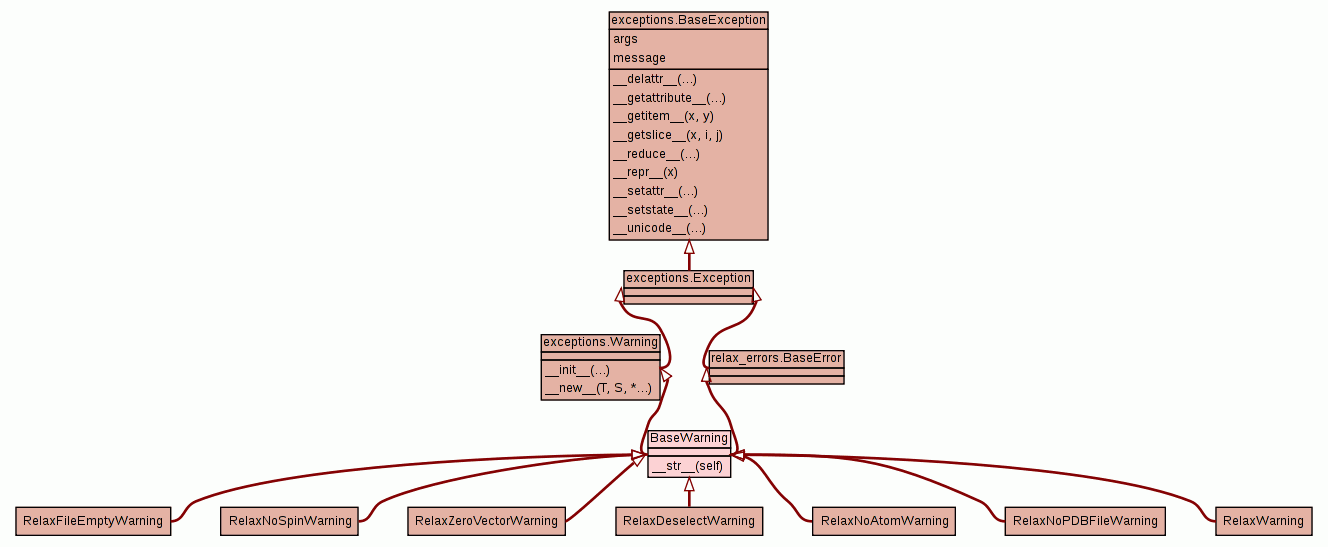 exceptions.BaseException
args
message
__delattr__(...)
__getattribute__(...)
__getitem__(x, y)
__getslice__(x, i, j)
__reduce__(...)
__repr__(x)
__setattr__(...)
__setstate__(...)
__unicode__(...)
exceptions.Exception
exceptions.Warning
__init__(...)
__new__(T, S, *...)
relax_errors.BaseError
BaseWarning
__str__(self)
RelaxFileEmptyWarning
RelaxNoSpinWarning
RelaxZeroVectorWarning
RelaxDeselectWarning
RelaxNoAtomWarning
RelaxNoPDBFileWarning
RelaxWarning